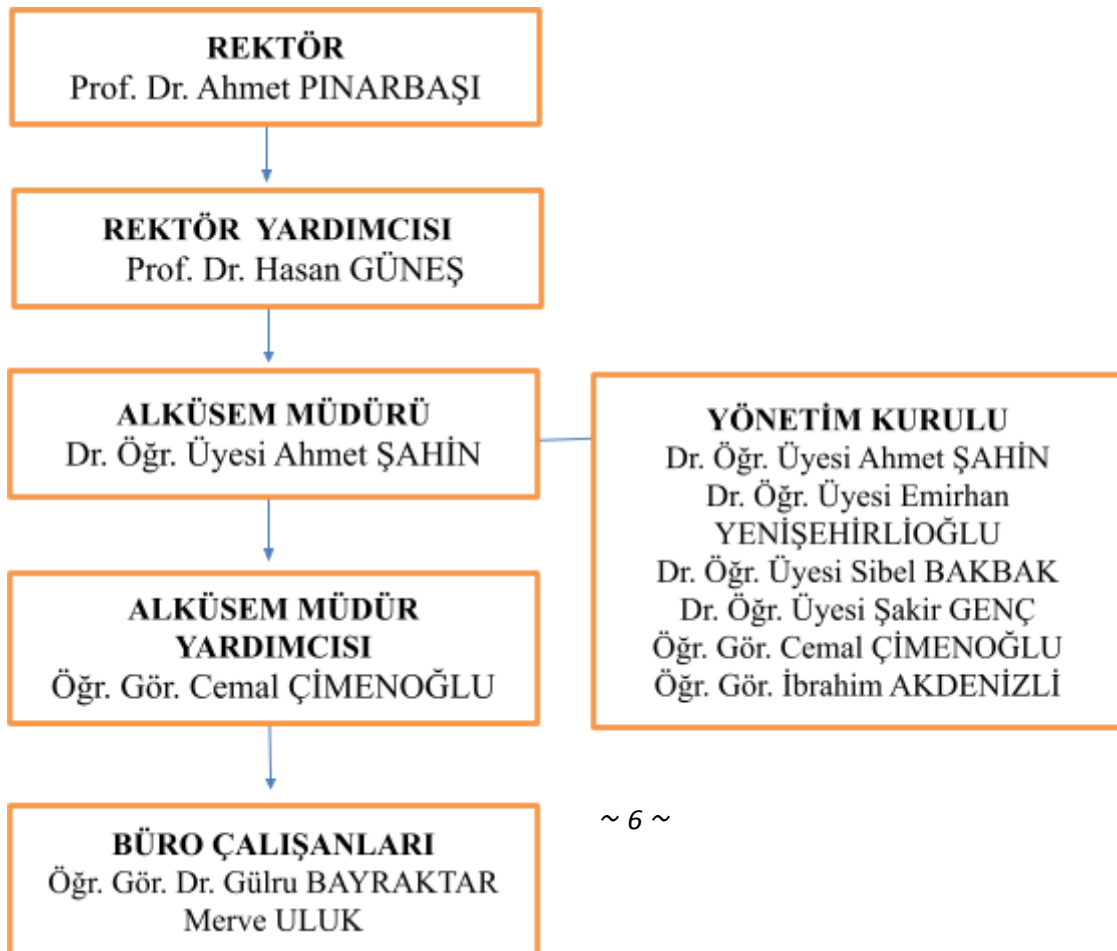 REKTÖR
Prof. Dr. Ahmet PINARBAŞI
REKTÖR YARDIMCISI
Prof. Dr. Hasan GÜNEŞ
ALKÜSEM MÜDÜRÜ
Dr. Öğr. Üyesi Ahmet ŞAHİN
YÖNETİM KURULU
Dr. Öğr. Üyesi Ahmet ŞAHİN
Dr. Öğr. Üyesi Emirhan
YENİŞEHİRLİOĞLU
Dr. Öğr. Üyesi Sibel BAKBAK
Dr. Öğr. Üyesi Şakir GENÇ
Öğr. Gör. Cemal ÇİMENOĞLU
Öğr. Gör. İbrahim AKDENİZLİ
ALKÜSEM MÜDÜR
YARDIMCISI
Öğr. Gör. Cemal ÇİMENOĞLU
BÜRO ÇALIŞANLARI
Öğr. Gör. Dr. Gülru BAYRAKTAR
Merve ULUK
~ 6 ~